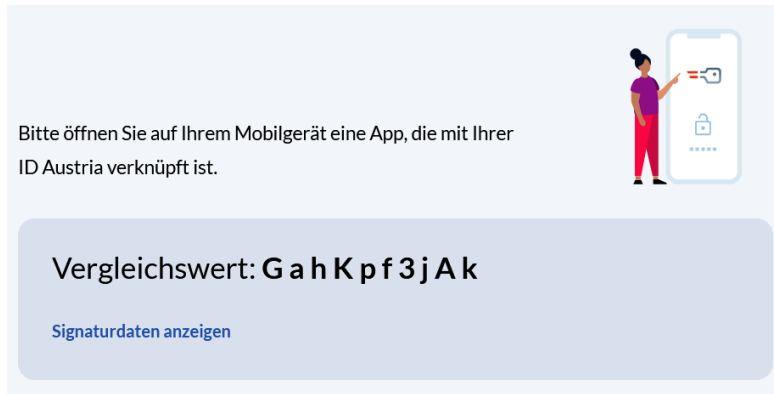 Bitte öffnen Sie auf Ihrem Mobilgerät eine App, die mit Ihrer
ID Austria verknüpft ist.
Vergleichswert: G a h K p f 3 j A k
Signaturdaten anzeigen